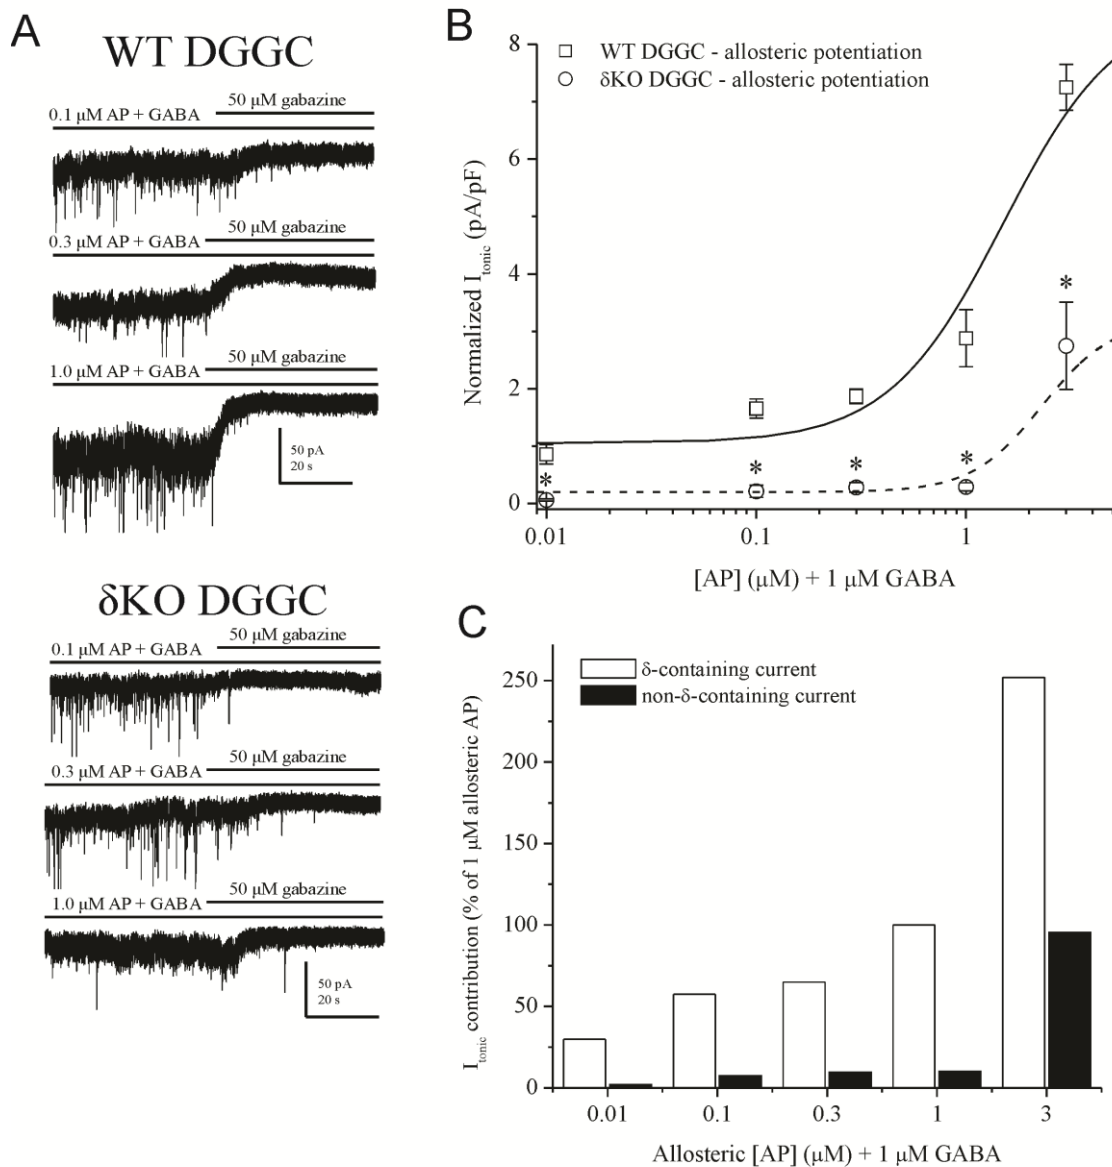 A
WT DGGC
50 μM gabazine
0.1 μM AP + GABA
50 μM gabazine
0.3 μM AP + GABA
50 μM gabazine
1.0 μM AP + GABA
50 pA
20 s
δKO DGGC
50 μM gabazine
0.1 μM AP + GABA
50 μM gabazine
0.3 μM AP + GABA
50 μM gabazine
1.0 μM AP + GABA
50 pA
20 s
B
WT DGGC - allosteric potentiation
δKO DGGC - allosteric potentiation
Normalized I tonic (pA/pF)
8
6
4
2
0
*
*
*
*
*
0.01
0.1
1
[AP] (μM) + 1 μM GABA
C
δ-containing current
non-δ-containing current
I tonic contribution (% of 1 μM allosteric AP)
250
200
150
100
50
0
0.01
0.1
0.3
1
3
Allosteric [AP] (μM) + 1 μM GABA